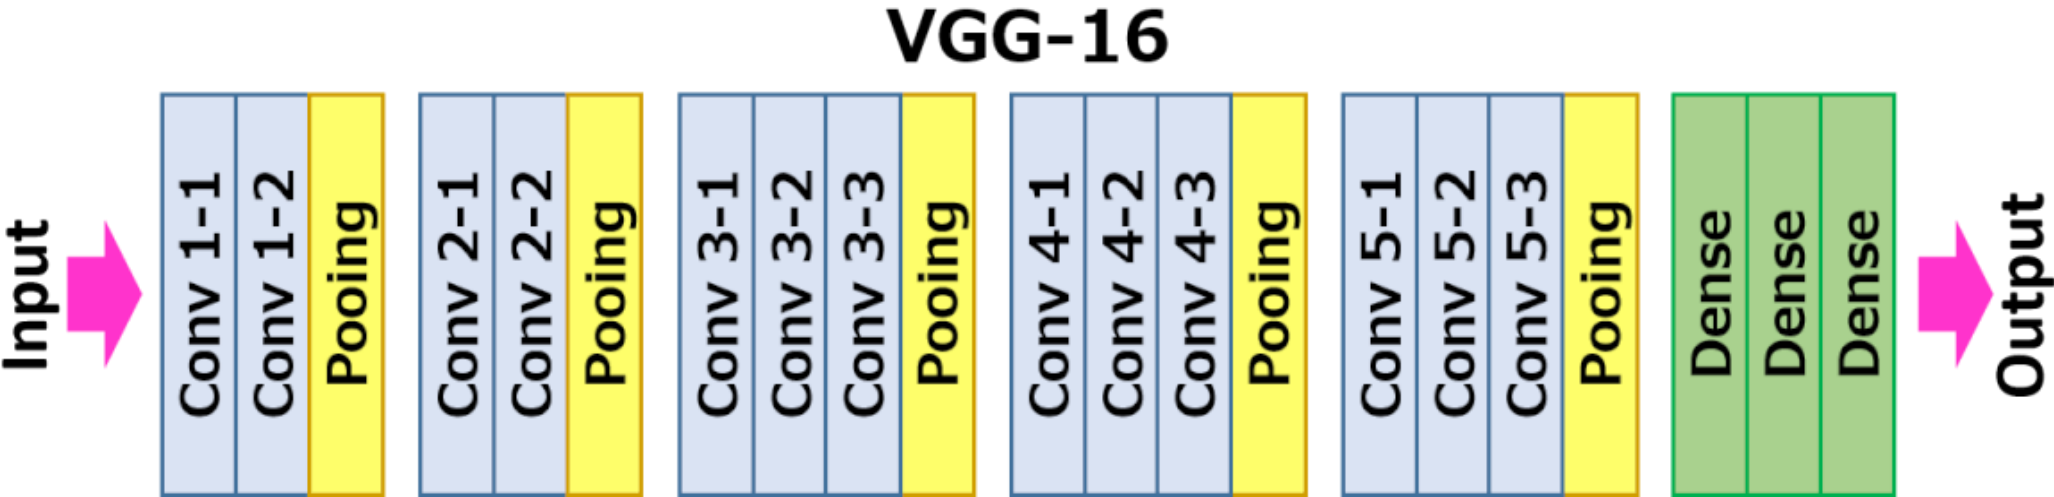 VGG-16
Input
Conv 1-1
Conv 1-2
Pooing
Conv 2-1
Conv 2-2
Pooing
Conv 3-1
Conv 3-2
Conv 3-3
Pooing
Conv 4-1
Conv 4-2
Conv 4-3
Pooing
Conv 5-1
Conv 5-2
Conv 5-3
Pooing
Dense
Dense
Dense
Output